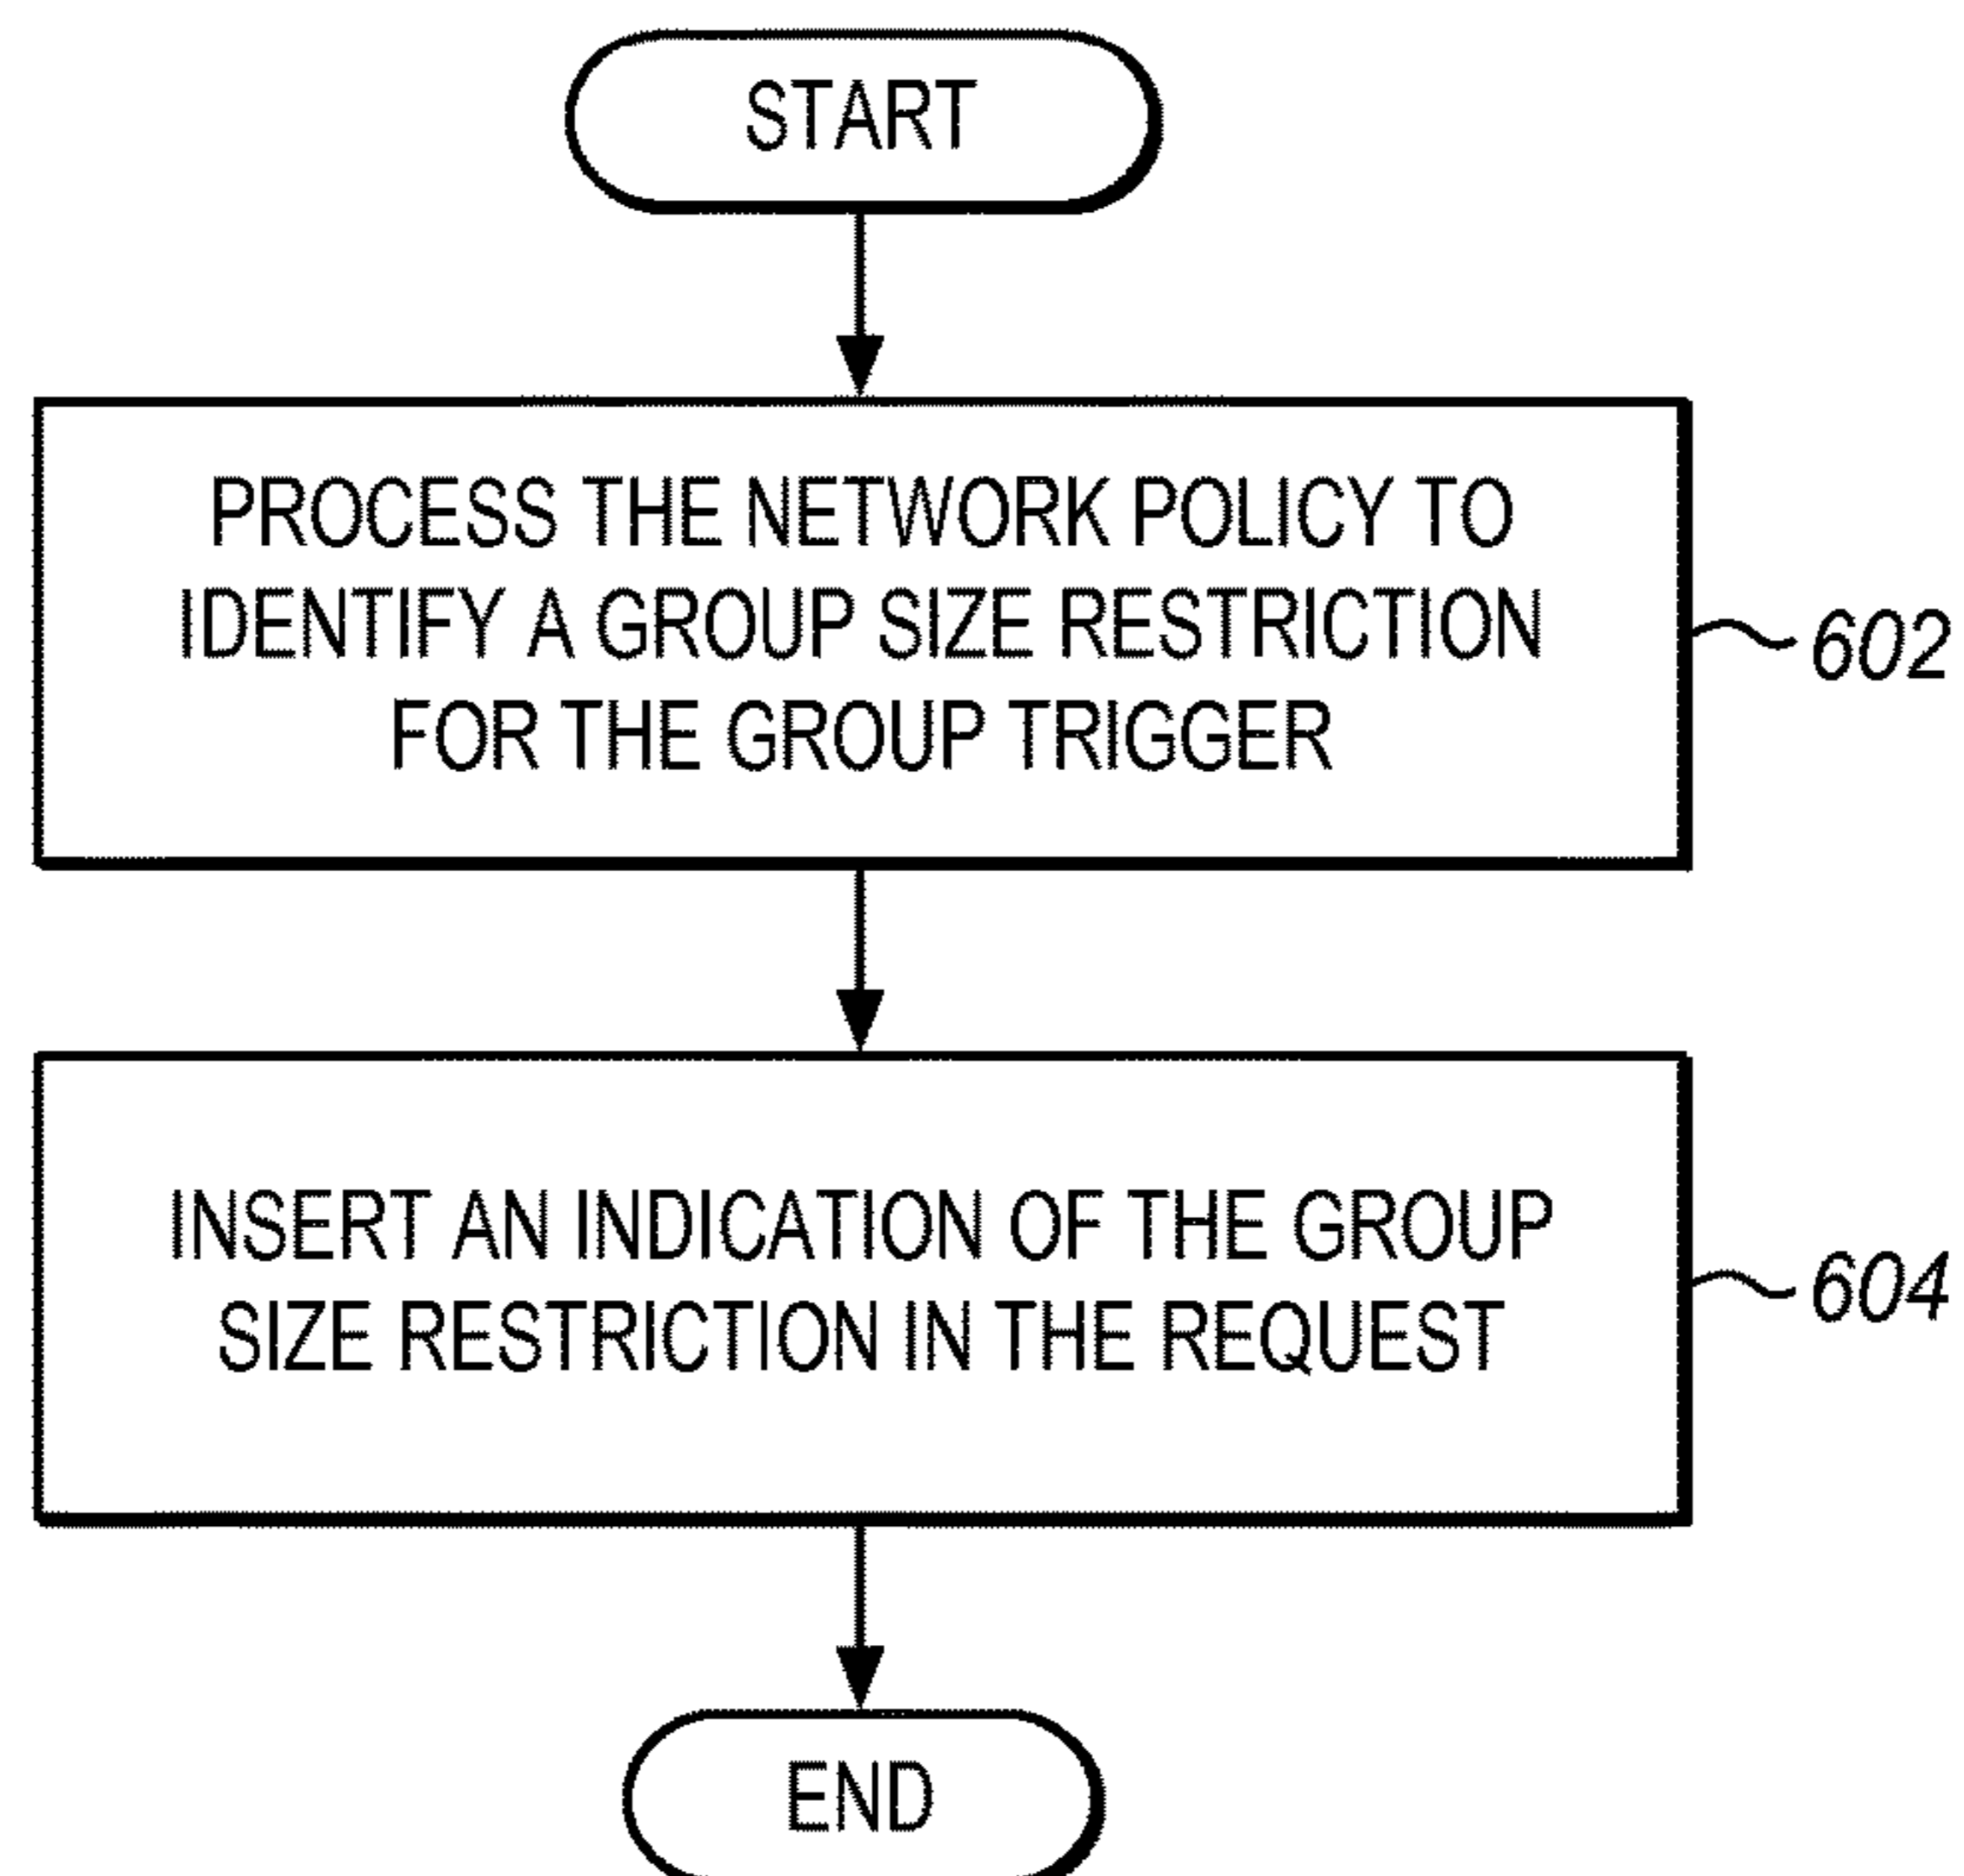 START
PROCESS THE NETWORK POLICY TO
IDENTIFY A GROUP SIZE RESTRICTION
FOR THE GROUP TRIGGER
602
INSERT AN INDICATION OF THE GROUP
SIZE RESTRICTION IN THE REQUEST
604
END